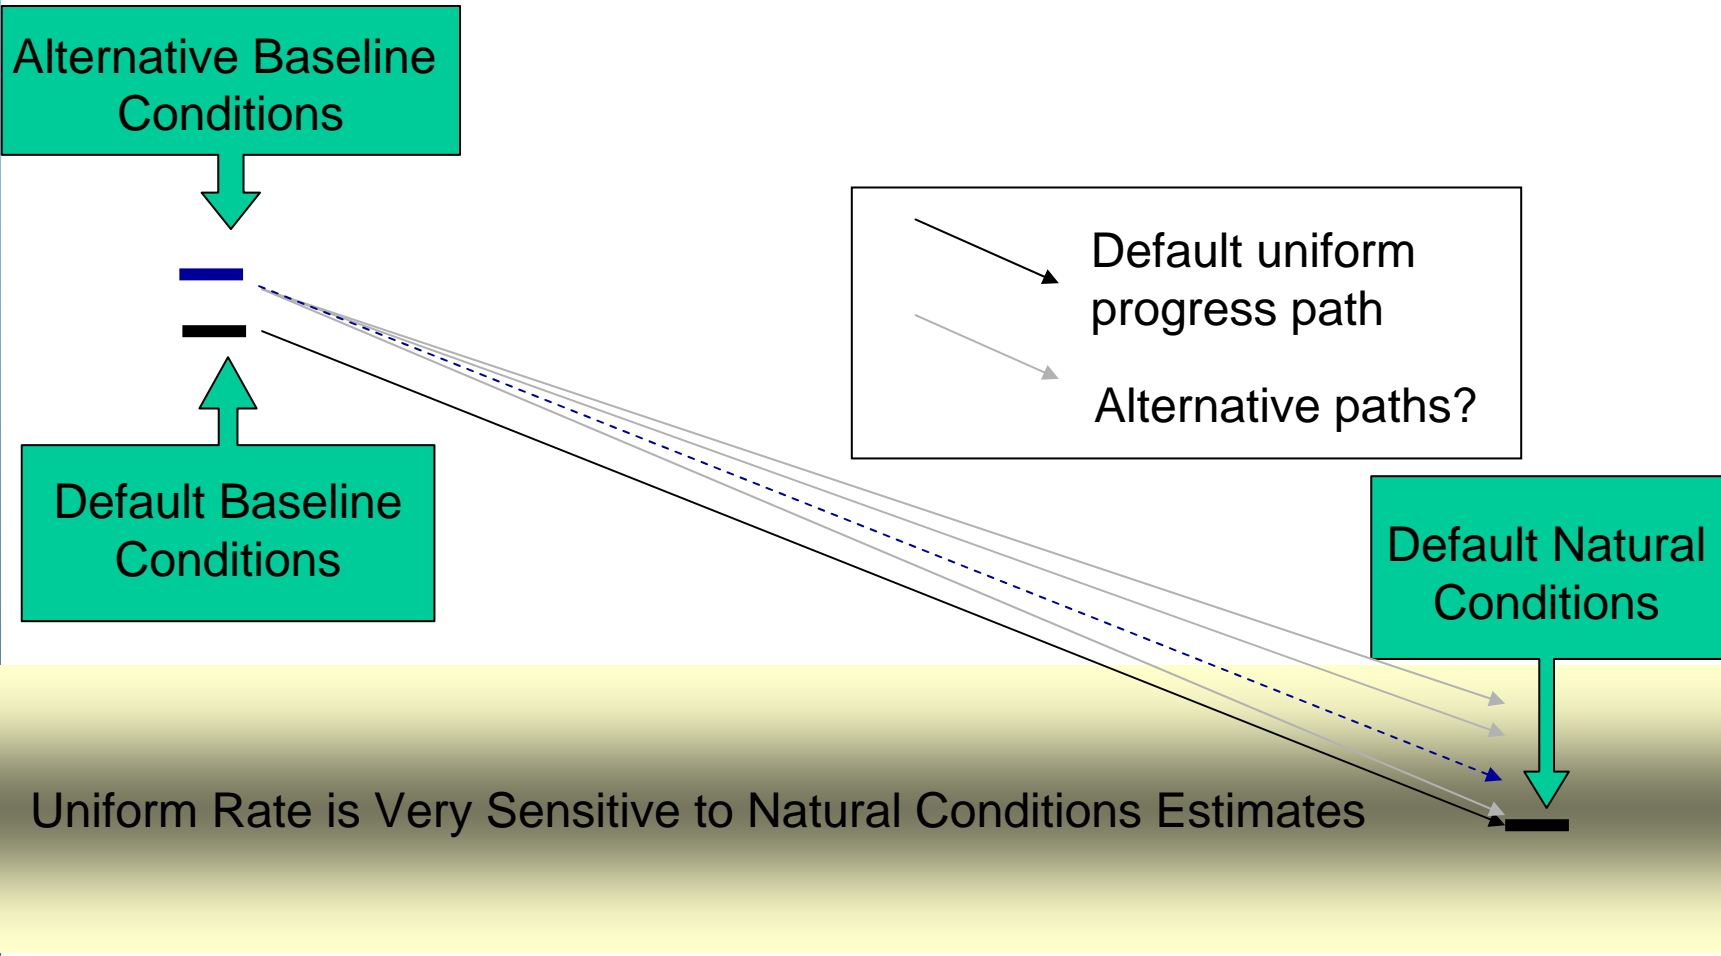 Alternative Baseline
Conditions
Default uniform
progress path
Alternative paths?
Default Baseline
Conditions
Default Natural
Conditions
Uniform Rate is Very Sensitive to Natural Conditions Estimates